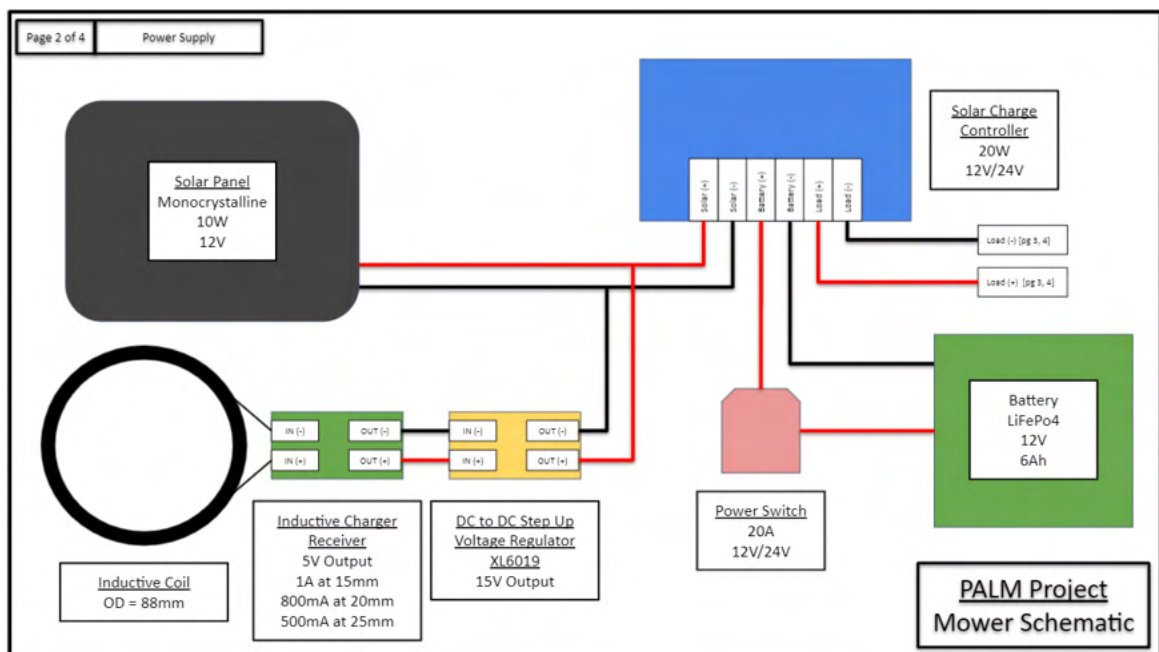 Page 2 of 4
Power Supply
Solar Panel
Monocrystalline
10W
12V
Solar (+)
Solar (-)
Battery (+)
Battery (-)
Load (+)
Load (-)
Solar Charge
Controller
20W
12V/24V
Load (-) [pg 3, 4]
Load (+) [pg 3, 4]
Battery
LiFePo4
12V
6Ah
IN (-)
OUT (-)
IN (+)
OUT (+)
IN (-)
OUT (-)
IN (+)
OUT (+)
Inductive Coil
OD = 88mm
Inductive Charger
Receiver
5V Output
1A at 15mm
800mA at 20mm
500mA at 25mm
DC to DC Step Up
Voltage Regulator
XL6019
15V Output
Power Switch
20A
12V/24V
PALM Project
Mower Schematic